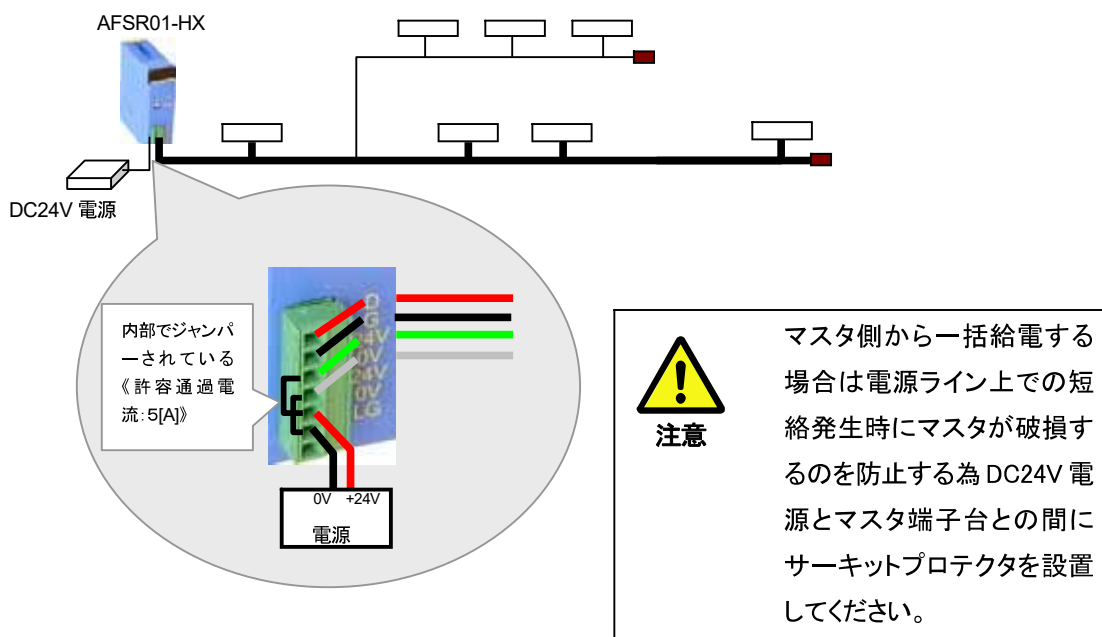 AFSR01-HX
DC24V 電源
内部でジャンパ
ーされている
《許容通過電
流:5[A]》
D
G
24V
0V
24V
0V
LG
0V +24V
電源
注意
マスタ側から一括給電する
場合は電源ライン上での短
絡発生時にマスタが破損す
るのを防止する為 DC24V 電
源とマスタ端子台との間に
サーキットプロテクタを設置
してください。